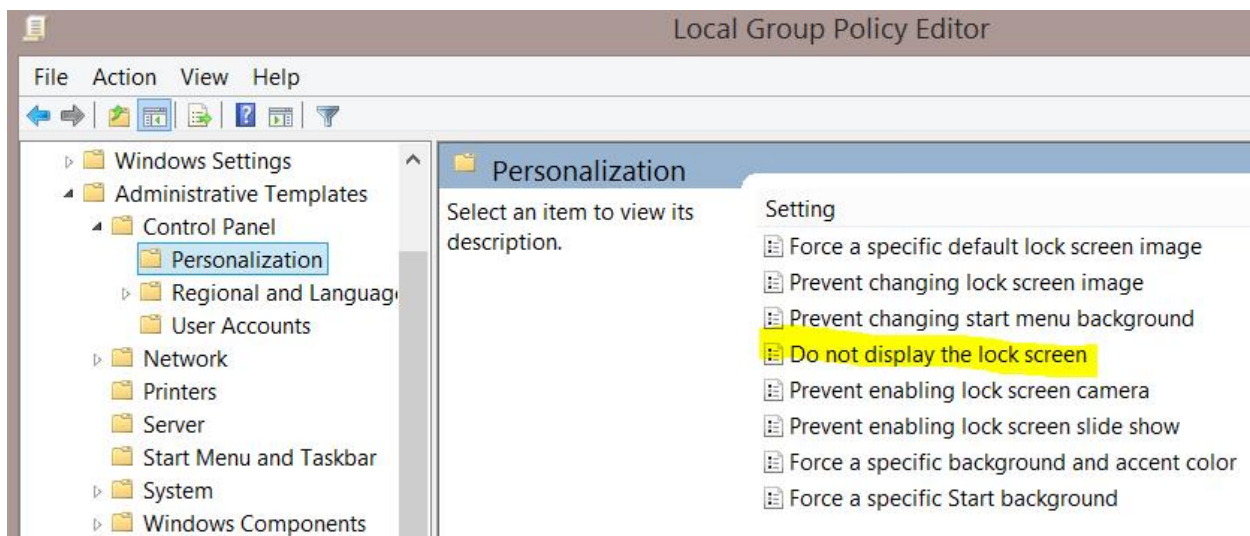 Local Group Policy Editor
File Action View Help
Windows Settings
Administrative Templates
Control Panel
Personalization
Regional and Languag
User Accounts
Network
Printers
Server
Start Menu and Taskbar
System
Windows Components
Personalization
Select an item to view its
description.
Setting
Force a specific default lock screen image
Prevent changing lock screen image
Prevent changing start menu background
Do not display the lock screen
Prevent enabling lock screen camera
Prevent enabling lock screen slide show
Force a specific background and accent color
Force a specific Start background